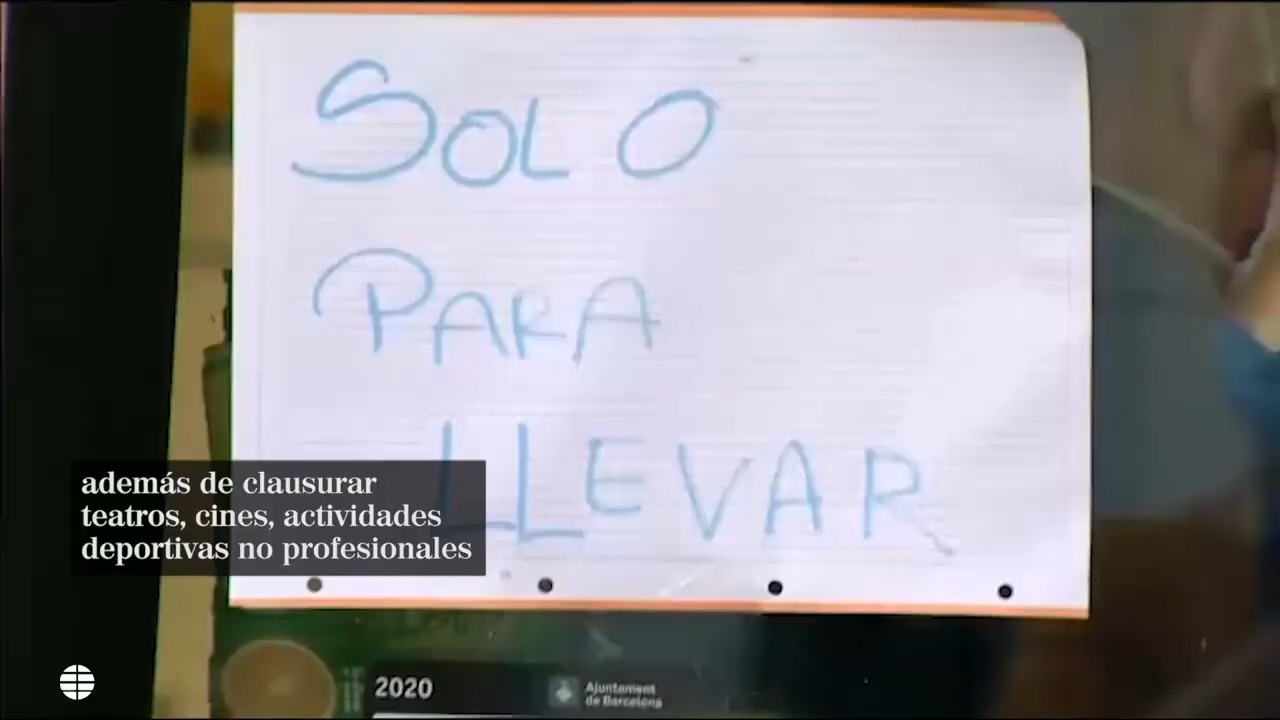 SOLO
PARA
LLEVAR
además de clausurar
teatros, cines, actividades
deportivas no profesionales
2020
Ajuntament
de Barcelona